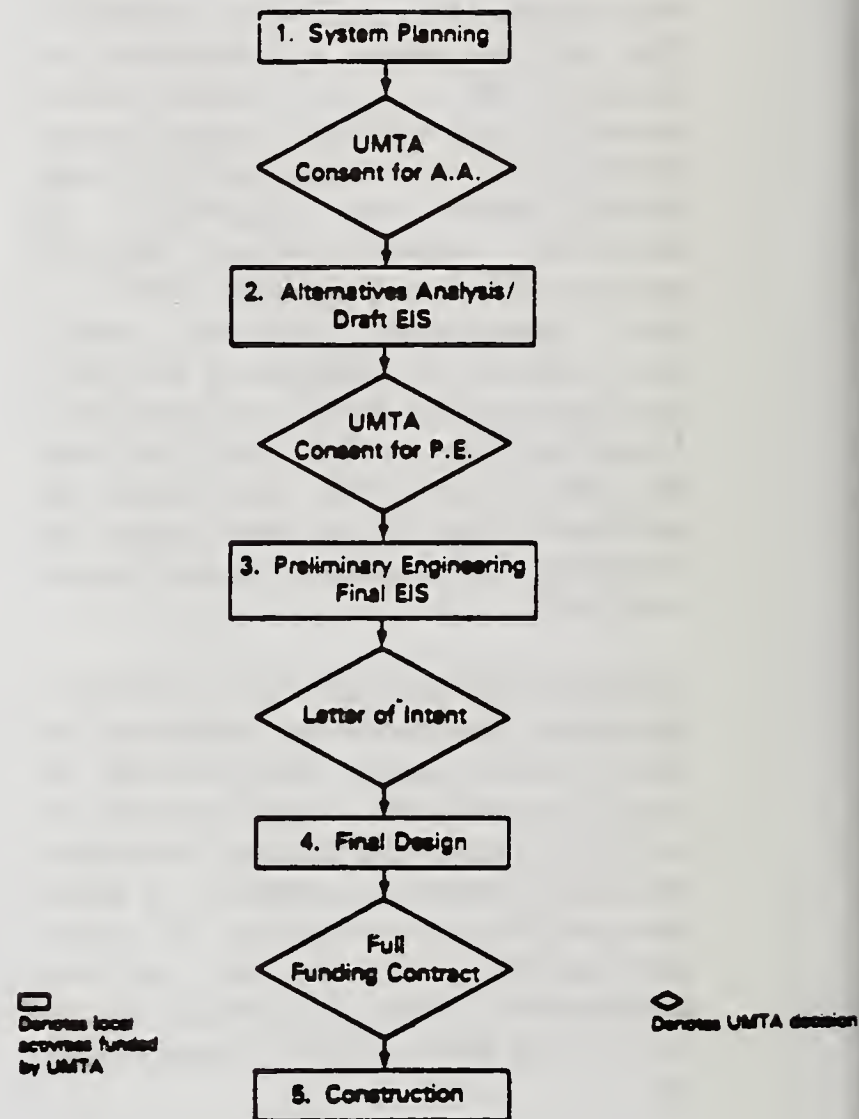 1. System Planning
UMTA
Consent for A.A.
2. Alternatives Analysis/
Draft EIS
UMTA
Consent for P.E.
3. Preliminary Engineering
Final EIS
Letter of Intent
4. Final Design
Full
Funding Contract
5. Construction
Denotes local
activities funded
by UMTA
Denotes UMTA decision